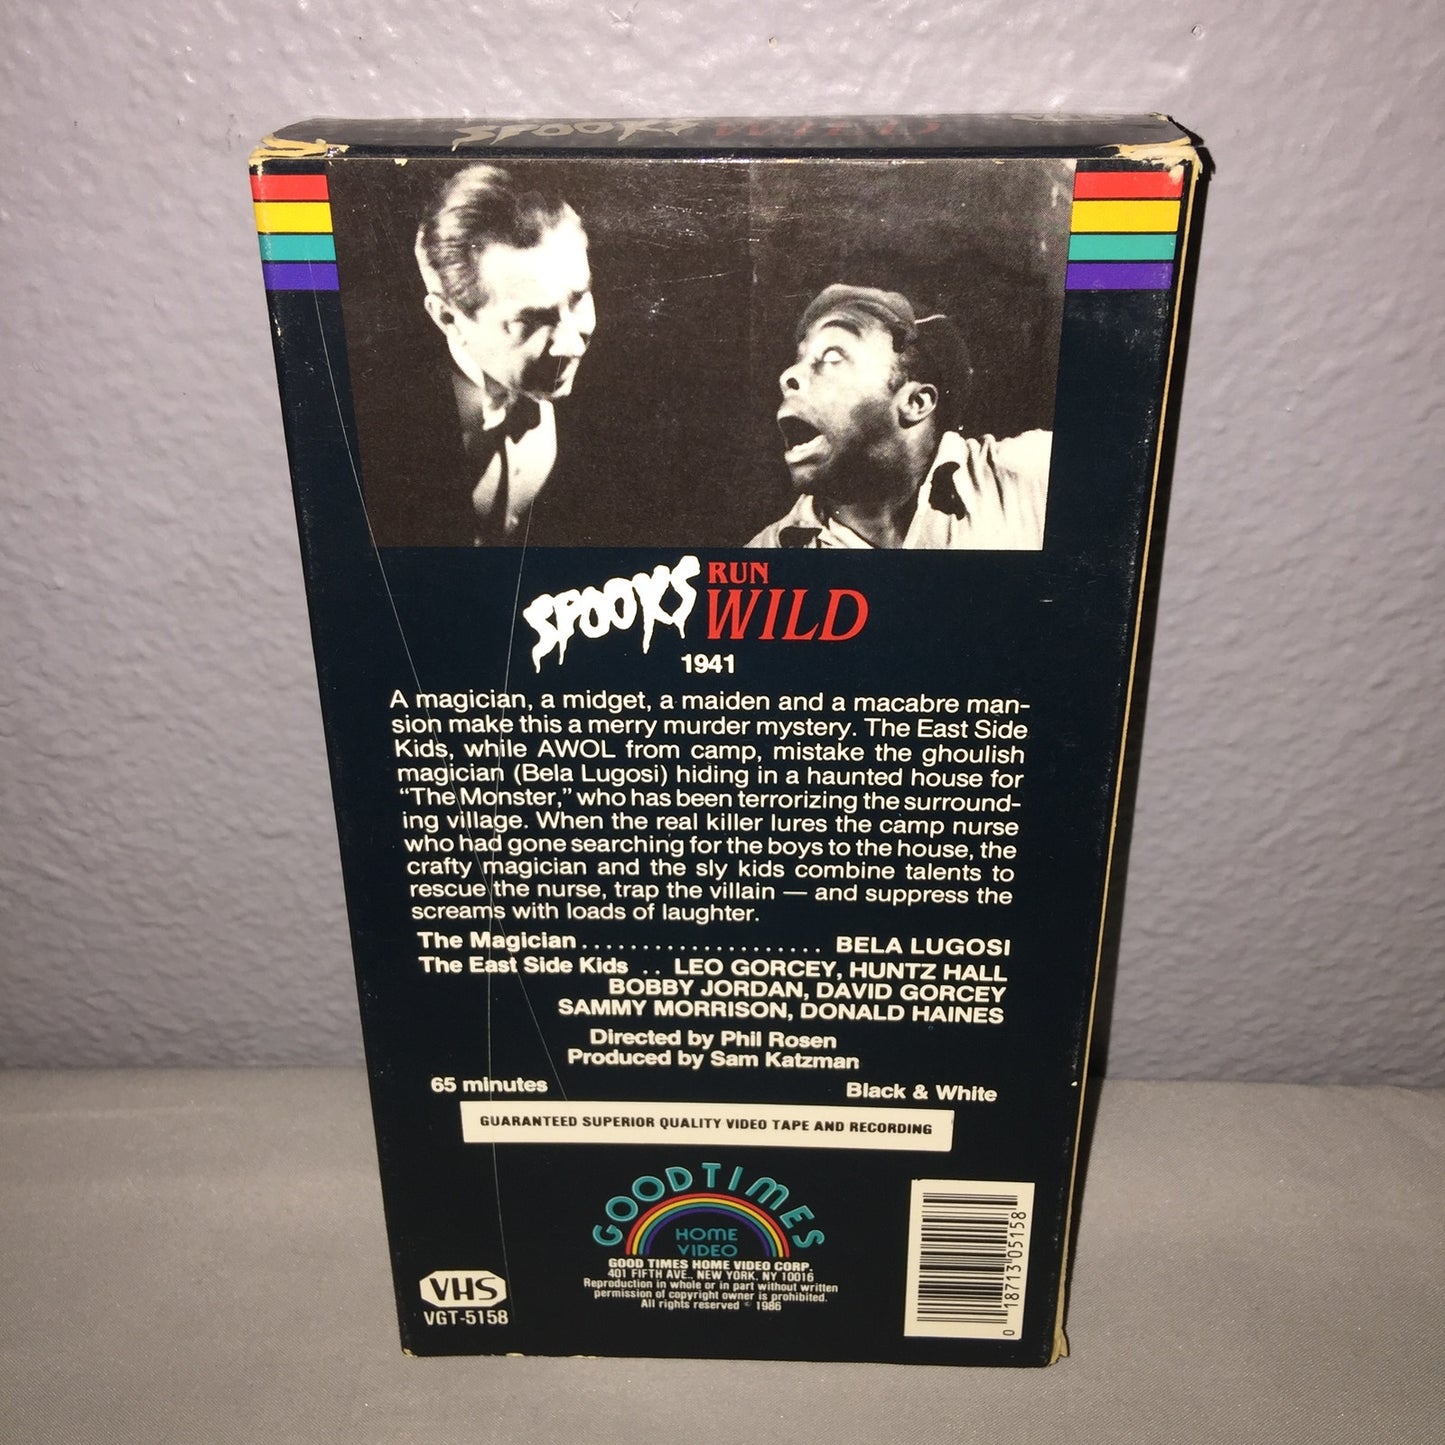 SPOOKS WILD
SPOOKS RUN WILD
1941
A magician, a midget, a maiden and a macabre man-
sion make this a merry murder mystery. The East Side
Kids, while AWOL from camp, mistake the ghoulish
magician (Bela Lugosi) hiding in a haunted house for
“The Monster,” who has been terrorizing the surround-
ing village. When the real killer lures the camp nurse
who had gone searching for the boys to the house, the
crafty magician and the sly kids combine talents to
rescue the nurse, trap the villain — and suppress the
screams with loads of laughter.
The Magician .................... BELA LUGOSI
The East Side Kids .. LEO GORCEY, HUNTZ HALL
BOBBY JORDAN, DAVID GORCEY
SAMMY MORRISON, DONALD HAINES
Directed by Phil Rosen
Produced by Sam Katzman
65 minutes Black & White
GUARANTEED SUPERIOR QUALITY VIDEO TAPE AND RECORDING
GOODTIMES
HOME
VIDEO
GOOD TIMES HOME VIDEO CORP.
401 FIFTH AVE., NEW YORK, NY 10016
Reproduction in whole or in part without written
permission of copyright owner is prohibited.
All rights reserved © 1986
VHS
VGT-5158
0 18713 05158